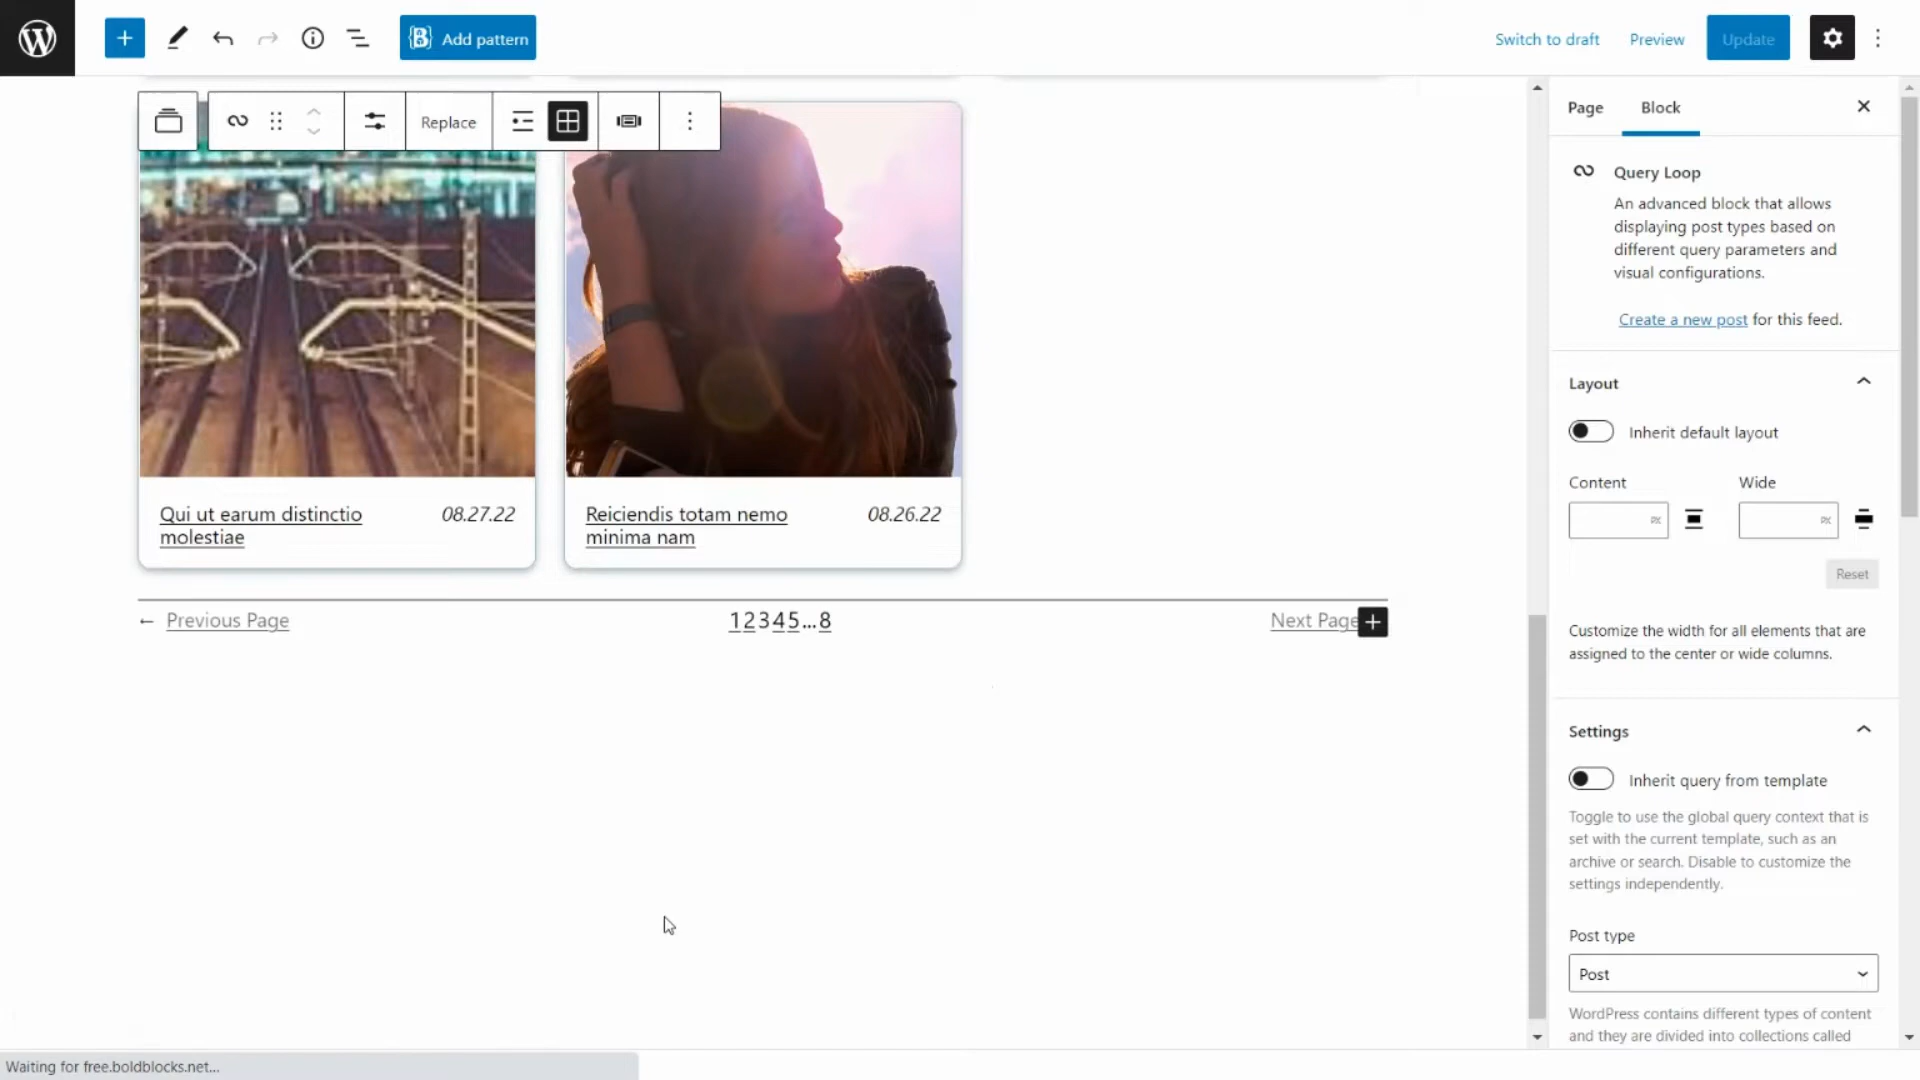 Add pattern
Switch to draft
Preview
Update
Replace
Page
Block
Query Loop
An advanced block that allows
displaying post types based on
different query parameters and
visual configurations.
Create a new post for this feed.
Layout
Inherit default layout
Content
Wide
PX
PX
Reset
Customize the width for all elements that are
assigned to the center or wide columns.
Settings
Inherit query from template
Toggle to use the global query context that is
set with the current template, such as an
archive or search. Disable to customize the
settings independently.
Post type
Post
WordPress contains different types of content
and they are divided into collections called
Qui ut earum distinctio
molestiae
08.27.22
Reiciendis totam nemo
minima nam
08.26.22
← Previous Page
12345...8
Next Page
Waiting for free.boldblocks.net...